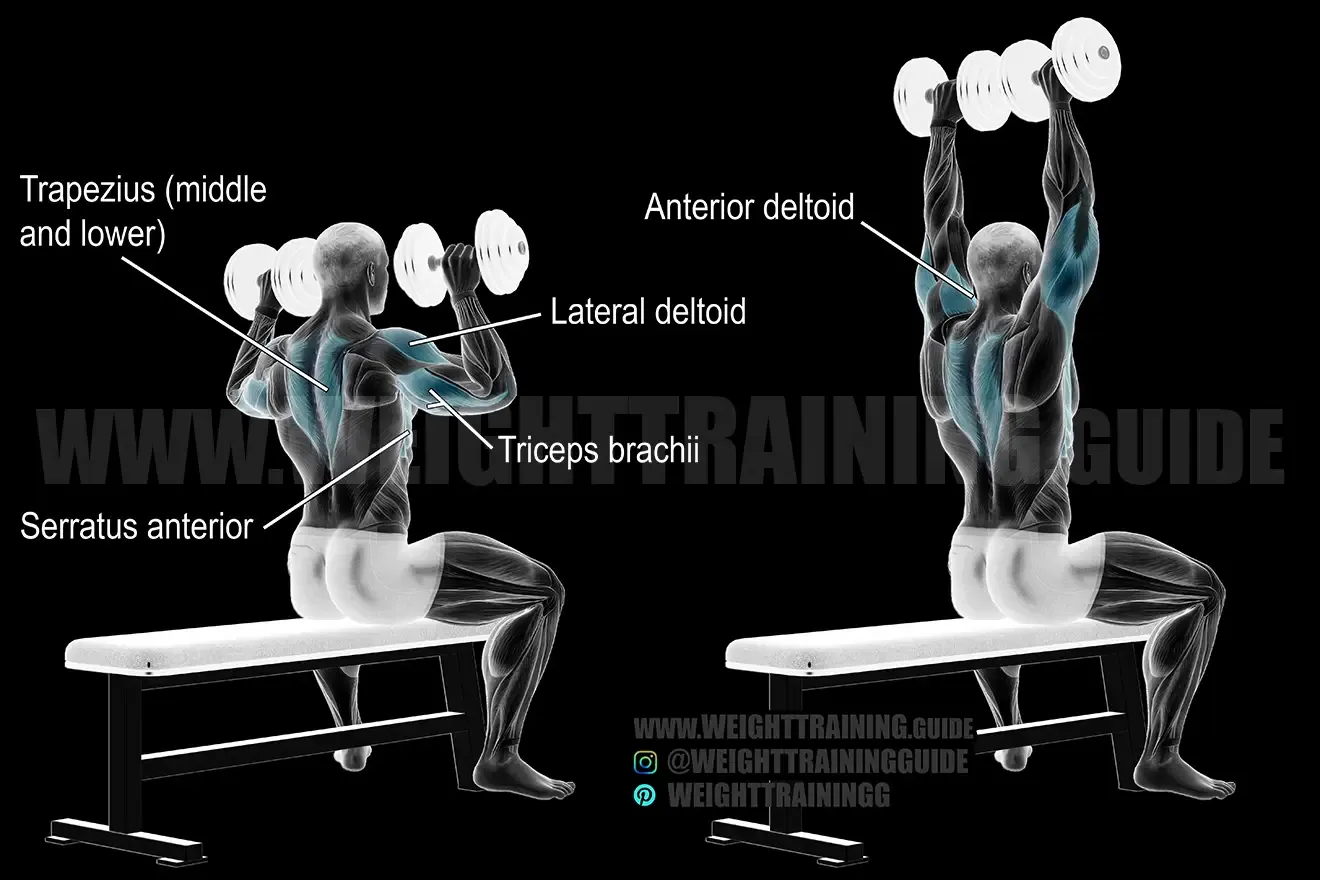 Trapezius (middle
and lower)
Anterior deltoid
Lateral deltoid
WWW.WEIGHTTRAINING.GUIDE
Triceps brachii
Serratus anterior
WWW.WEIGHTTRAINING.GUIDE
@WEIGHTTRAININGGUIDE
WEIGHTTRAININGG